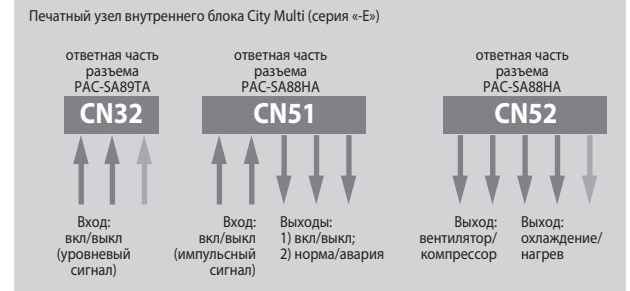 Печатный узел внутреннего блока City Multi (серия «-E»)
ответная часть
разъема
PAC-SA89TA
CN32
Вход:
вкл/выкл
(уровневый
сигнал)
ответная часть
разъема
PAC-SA88HA
CN51
Вход:
вкл/выкл
(импульсный
сигнал)
Выходы:
1) вкл/выкл;
2) норма/авария
ответная часть
разъема
PAC-SA88HA
CN52
Выход:
вентилятор/
компрессор
Выход:
охлаждение/
нагрев